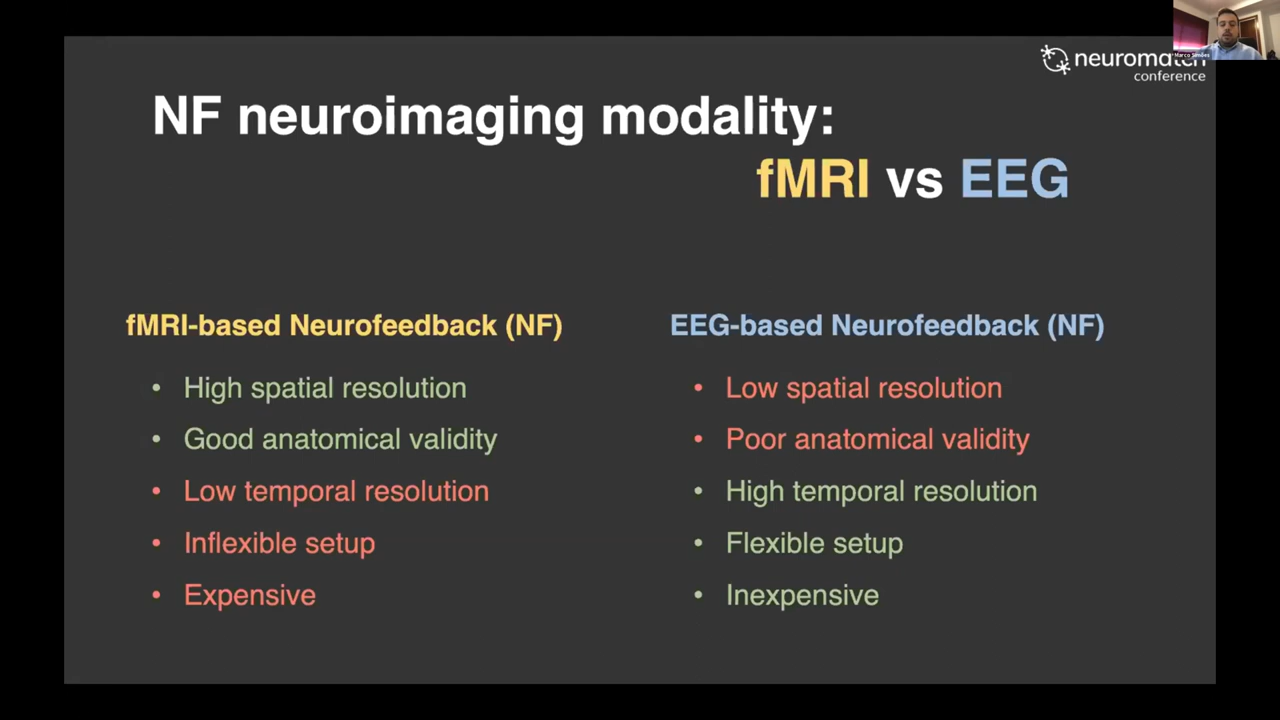 Marco Simões
neuromatch
conference
NF neuroimaging modality:
fMRI vs EEG
fMRI-based Neurofeedback (NF)
• High spatial resolution
• Good anatomical validity
• Low temporal resolution
• Inflexible setup
• Expensive
EEG-based Neurofeedback (NF)
• Low spatial resolution
• Poor anatomical validity
• High temporal resolution
• Flexible setup
• Inexpensive